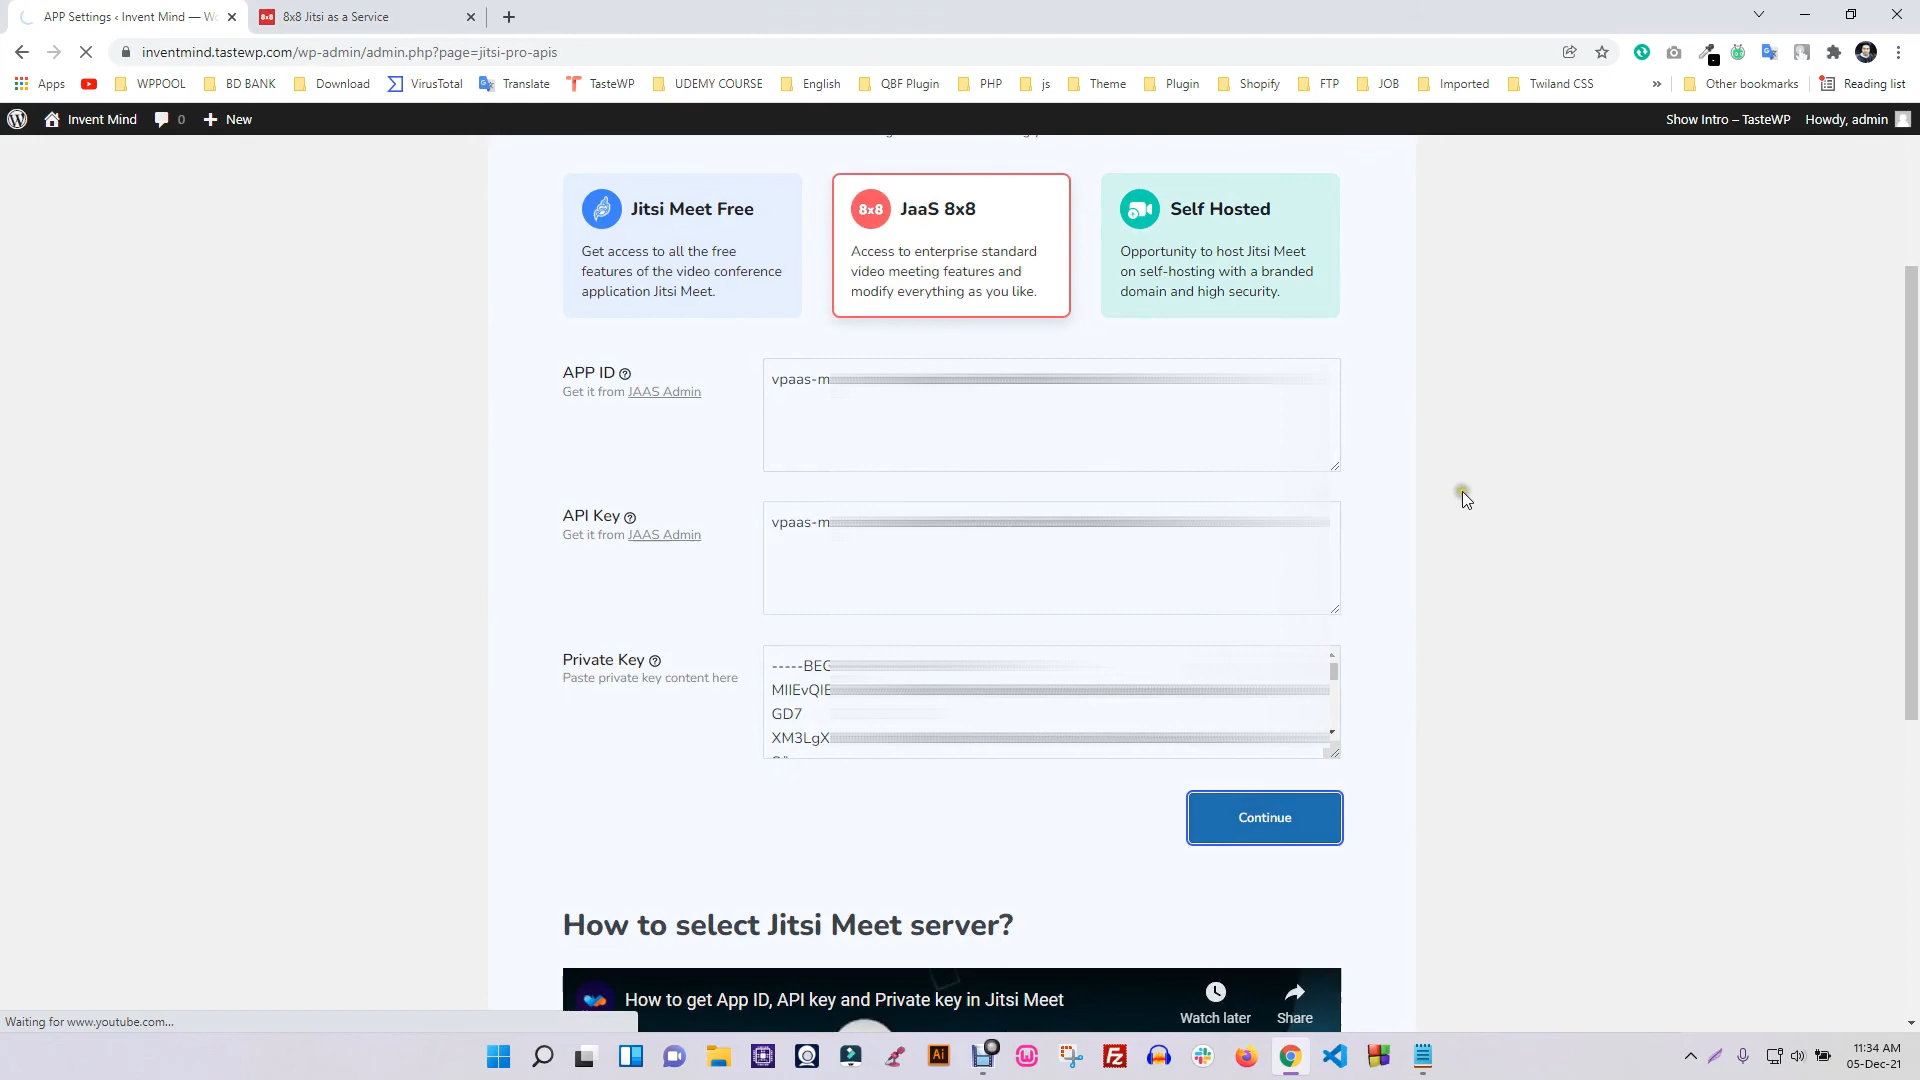 APP Settings ‹ Invent Mind — Wo
8x8 8x8 Jitsi as a Service
inventmind.tastewp.com/wp-admin/admin.php?page=jitsi-pro-apis
Apps WPPOOL BD BANK Download VirusTotal Translate TasteWP UDEMY COURSE English QBF Plugin PHP js Theme Plugin Shopify FTP JOB Imported Twiland CSS » Other bookmarks Reading list
Invent Mind 0 New Show Intro – TasteWP Howdy, admin
Jitsi Meet Free
Get access to all the free
features of the video conference
application Jitsi Meet.
8x8 JaaS 8x8
Access to enterprise standard
video meeting features and
modify everything as you like.
Self Hosted
Opportunity to host Jitsi Meet
on self-hosting with a branded
domain and high security.
APP ID
Get it from JAAS Admin
vpaas-m
API Key
Get it from JAAS Admin
vpaas-m
Private Key
Paste private key content here
-----BEG
MIIEvQIE
GD7
XM3LgX
Continue
How to select Jitsi Meet server?
How to get App ID, API key and Private key in Jitsi Meet
Watch later
Share
Waiting for www.youtube.com...
Ai
FZ
11:34 AM
05-Dec-21